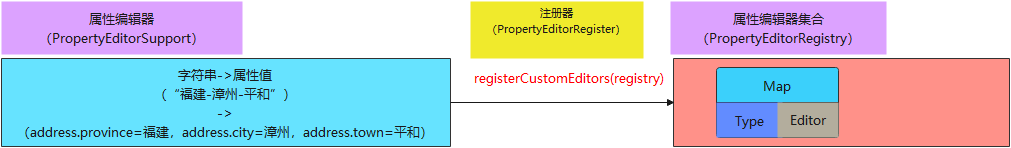 属性编辑器
（PropertyEditorSupport）
注册器
（PropertyEditorRegister）
属性编辑器集合
（PropertyEditorRegistry）
字符串->属性值
（“福建-漳州-平和”）
->
（address.province=福建，address.city=漳州，address.town=平和）
registerCustomEditors(registry)
Map
Type
Editor